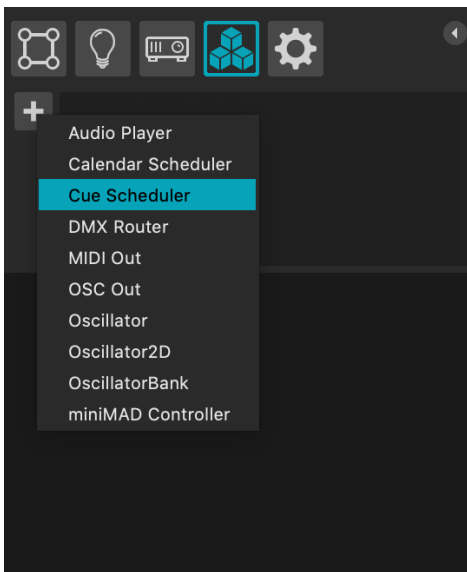 Audio Player
Calendar Scheduler
Cue Scheduler
DMX Router
MIDI Out
OSC Out
Oscillator
Oscillator2D
OscillatorBank
miniMAD Controller